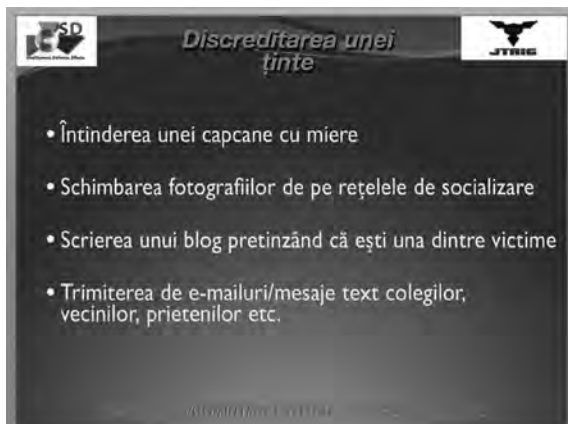 SD
Discreditarea unei
ținte
JTRIG
• Întinderea unei capcane cu miere
• Schimbarea fotografiilor de pe rețelele de socializare
• Scrierea unui blog pretinzând că ești una dintre victime
• Trimiterea de e-mailuri/mesaje text colegilor,
vecinilor, prietenilor etc.